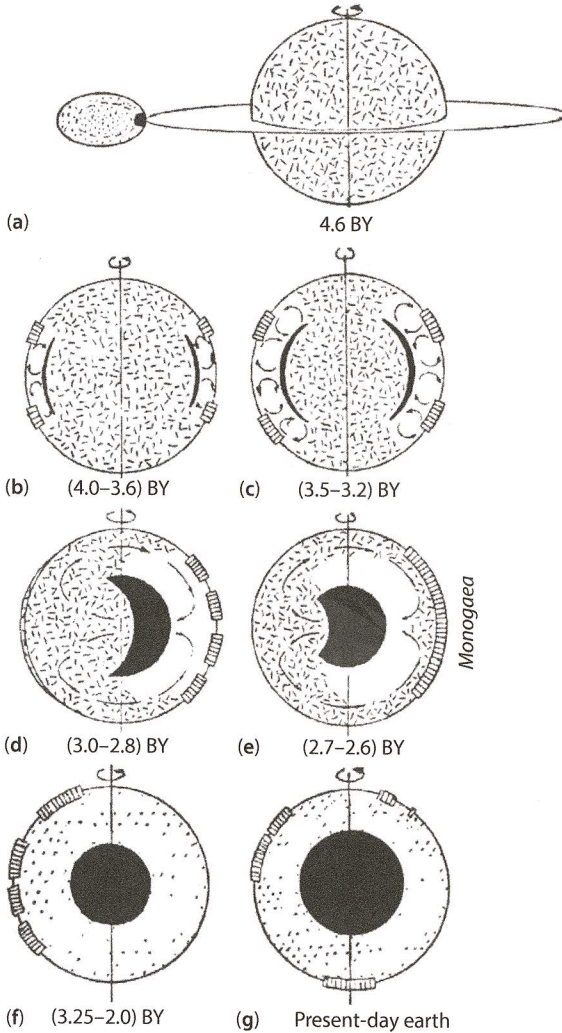 (a) 4.6 BY
(b) (4.0–3.6) BY
(c) (3.5–3.2) BY
Monogaea
(d) (3.0–2.8) BY
(e) (2.7–2.6) BY
(f) (3.25–2.0) BY
(g) Present-day earth